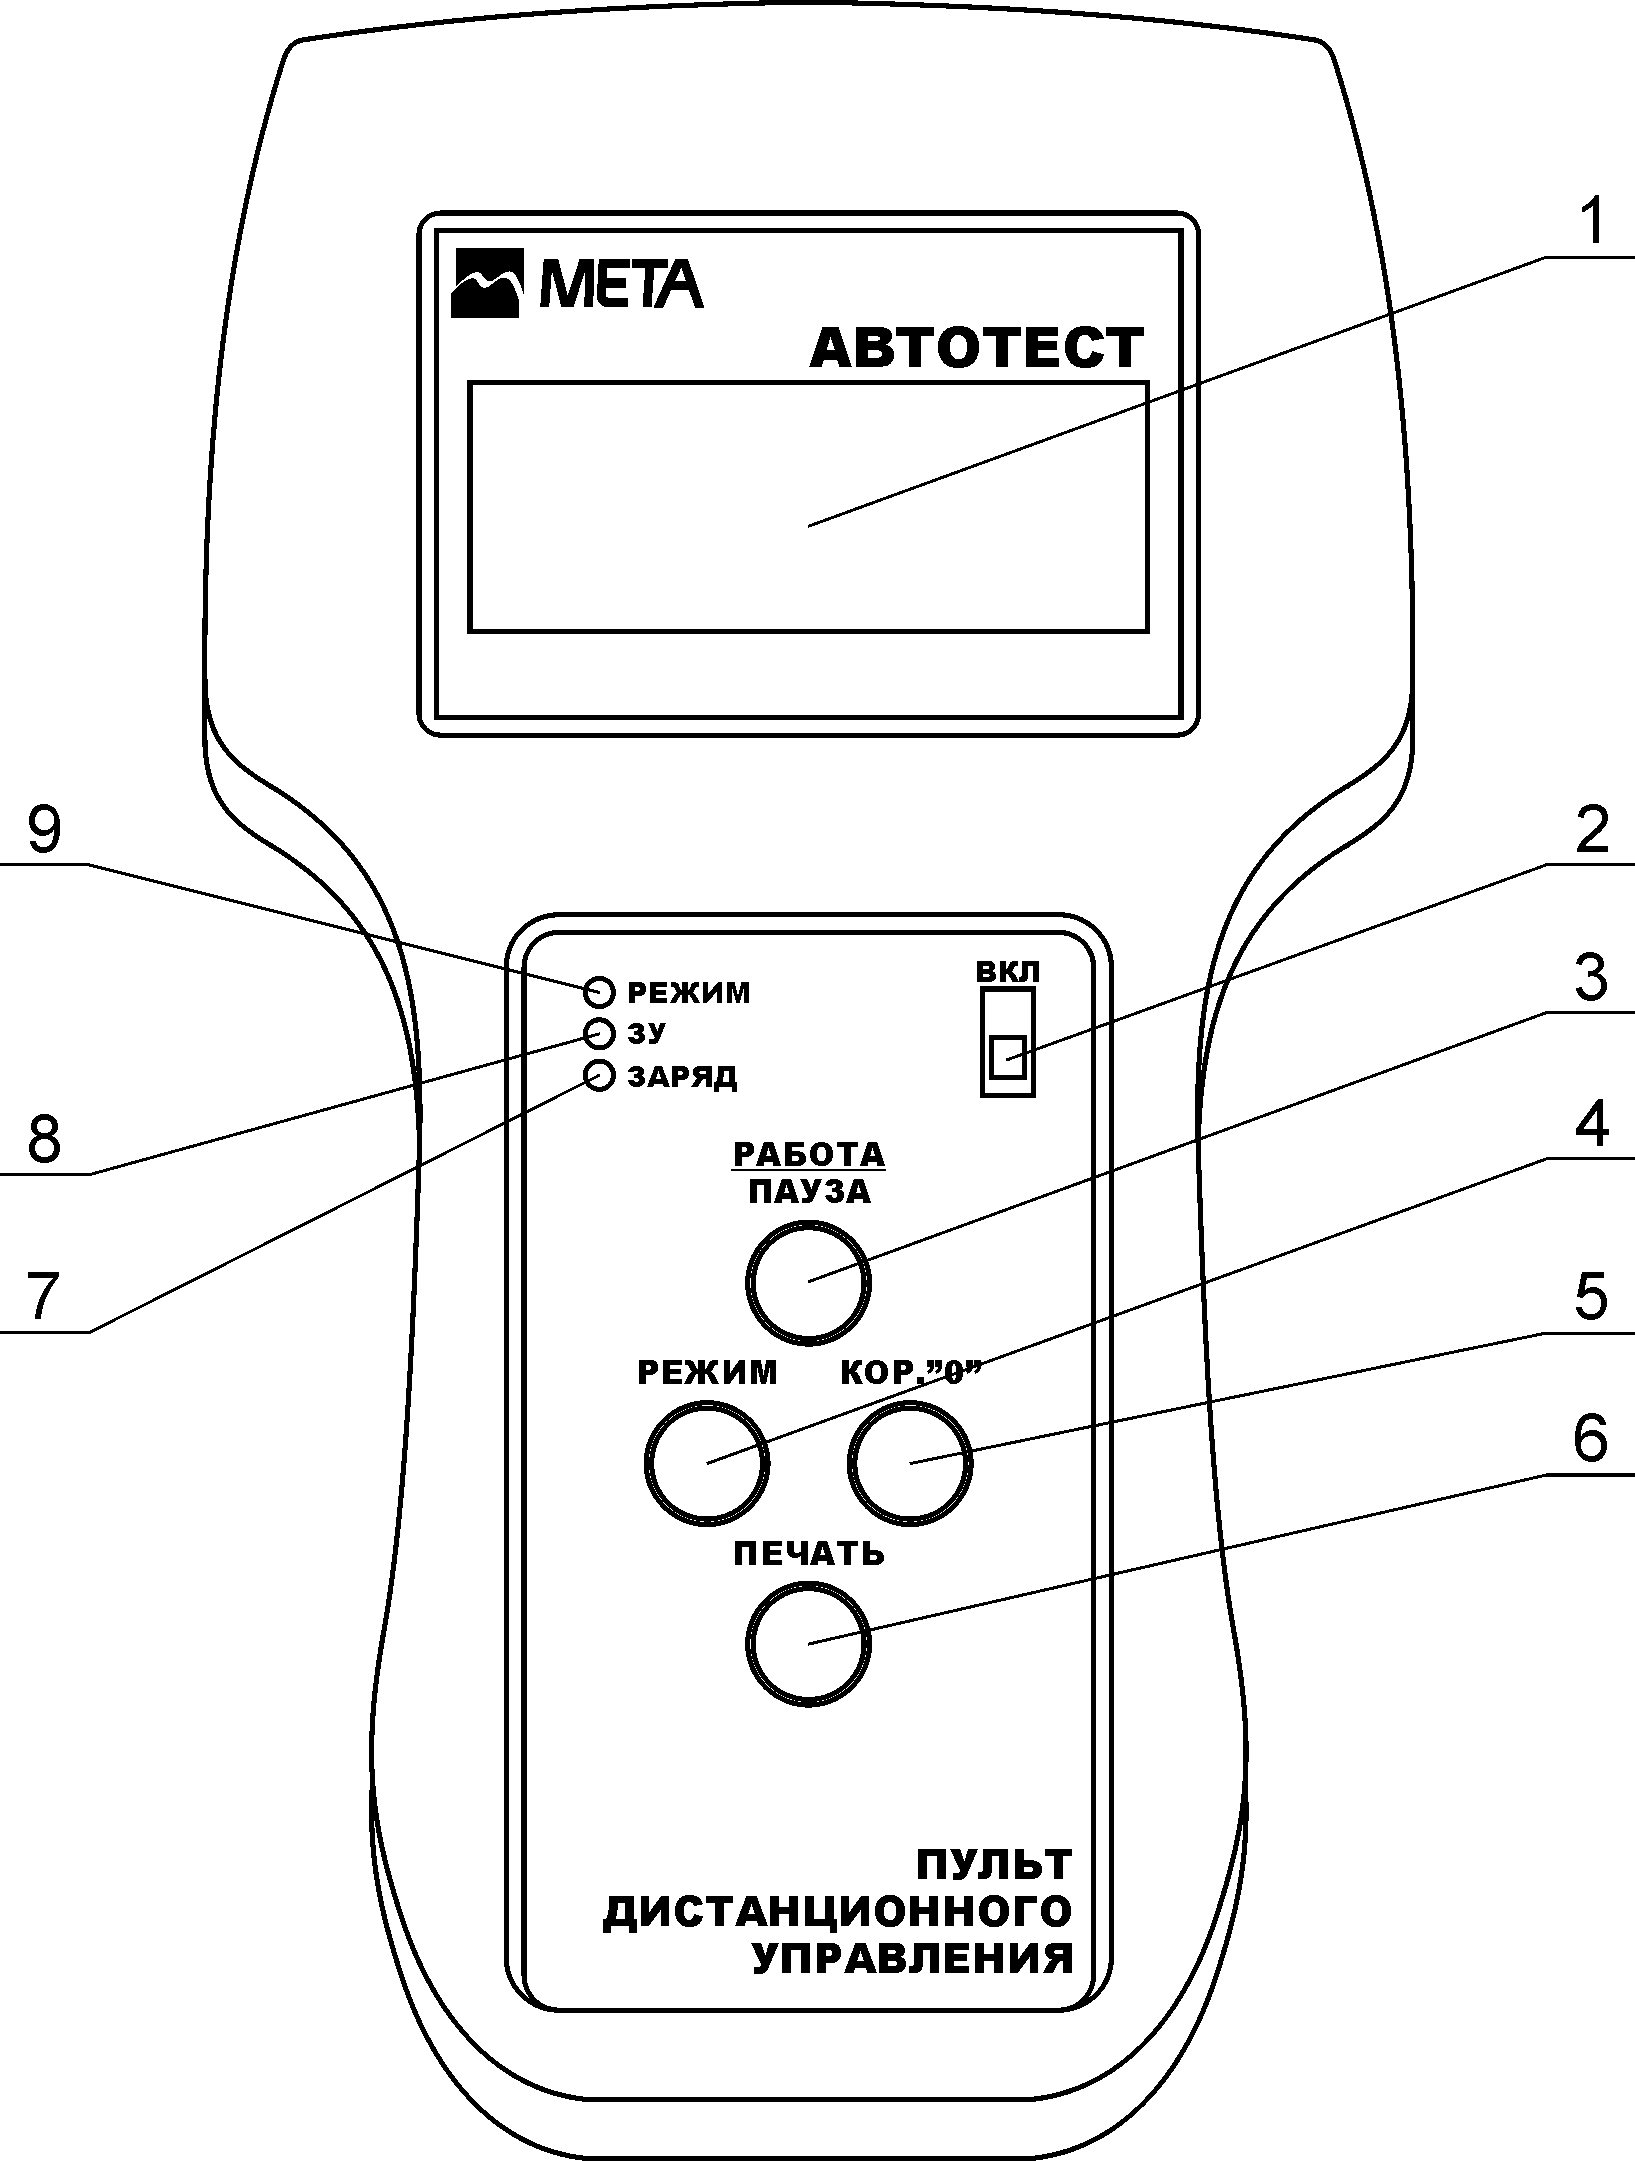 МЕТА
АВТОТЕСТ
1
9
2
ВКЛ
3
РЕЖИМ
ЗУ
ЗАРЯД
8
4
РАБОТА
ПАУЗА
7
5
РЕЖИМ КОР."0"
6
ПЕЧАТЬ
ПУЛЬТ
ДИСТАНЦИОННОГО
УПРАВЛЕНИЯ